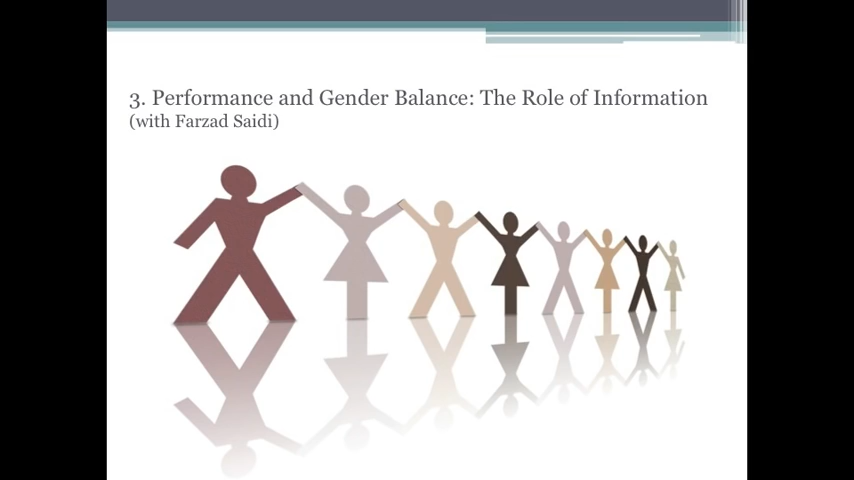 3. Performance and Gender Balance: The Role of Information
(with Farzad Saidi)